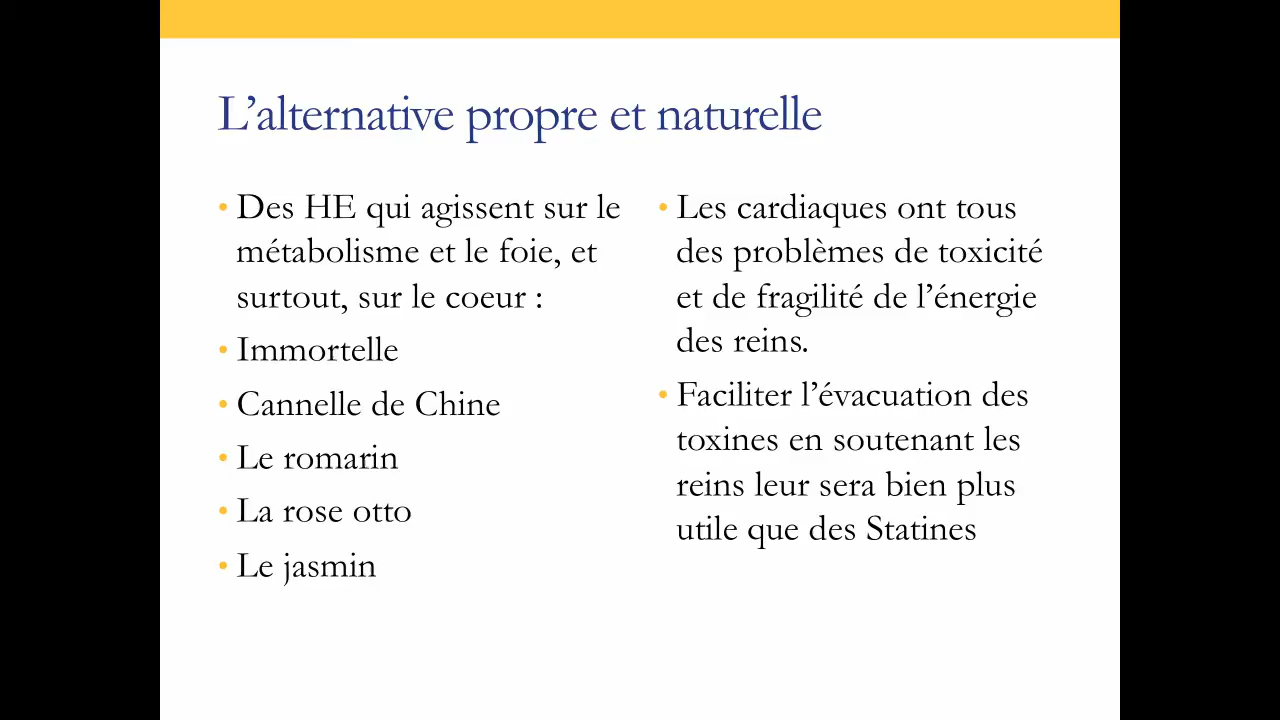 L’alternative propre et naturelle
• Des HE qui agissent sur le
métabolisme et le foie, et
surtout, sur le coeur :
• Immortelle
• Cannelle de Chine
• Le romarin
• La rose otto
• Le jasmin
• Les cardiaques ont tous
des problèmes de toxicité
et de fragilité de l’énergie
des reins.
• Faciliter l’évacuation des
toxines en soutenant les
reins leur sera bien plus
utile que des Statines